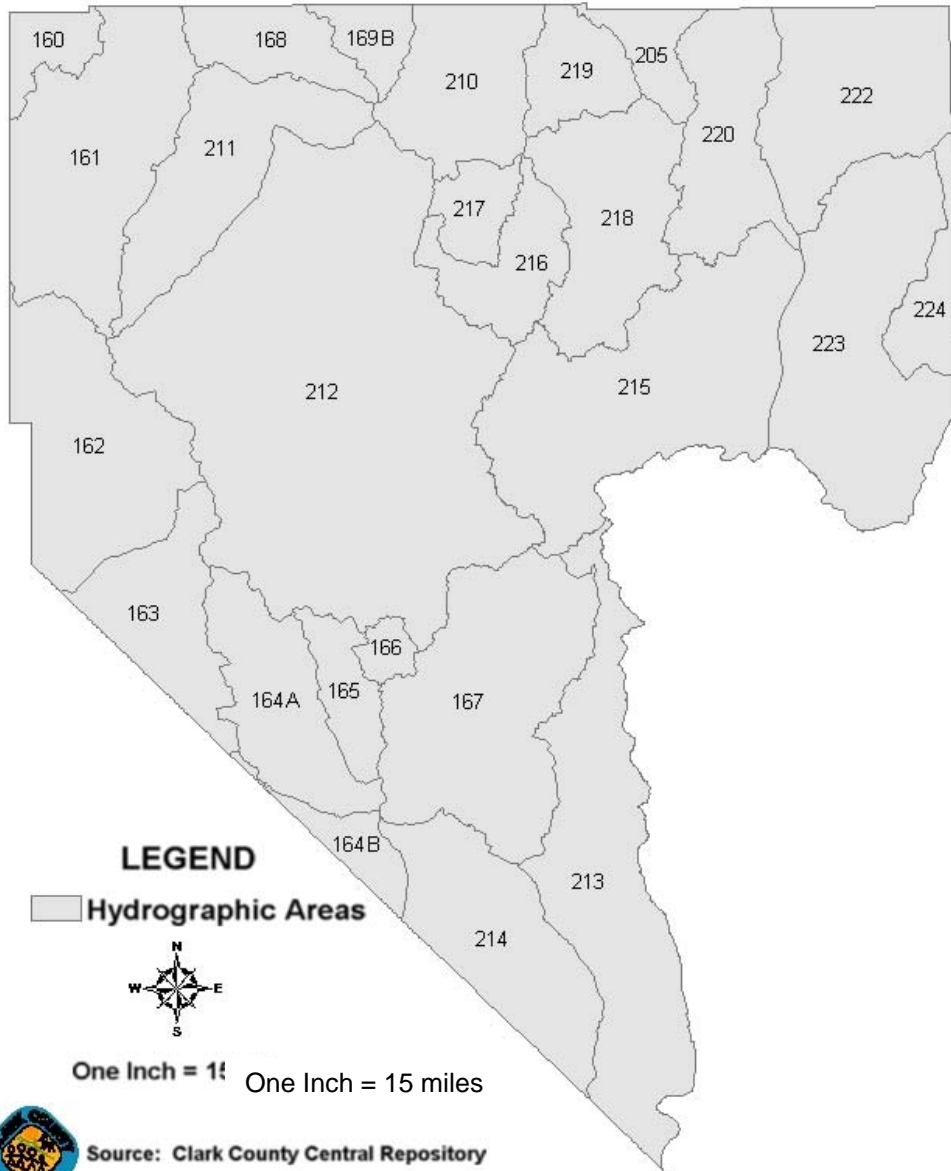 160
168
169B
210
219
205
220
222
161
211
217
218
216
224
223
212
215
162
163
166
165
164A
167
164B
213
214
LEGEND
Hydrographic Areas
N
W E
S
One Inch = 15
One Inch = 15 miles
Source: Clark County Central Repository